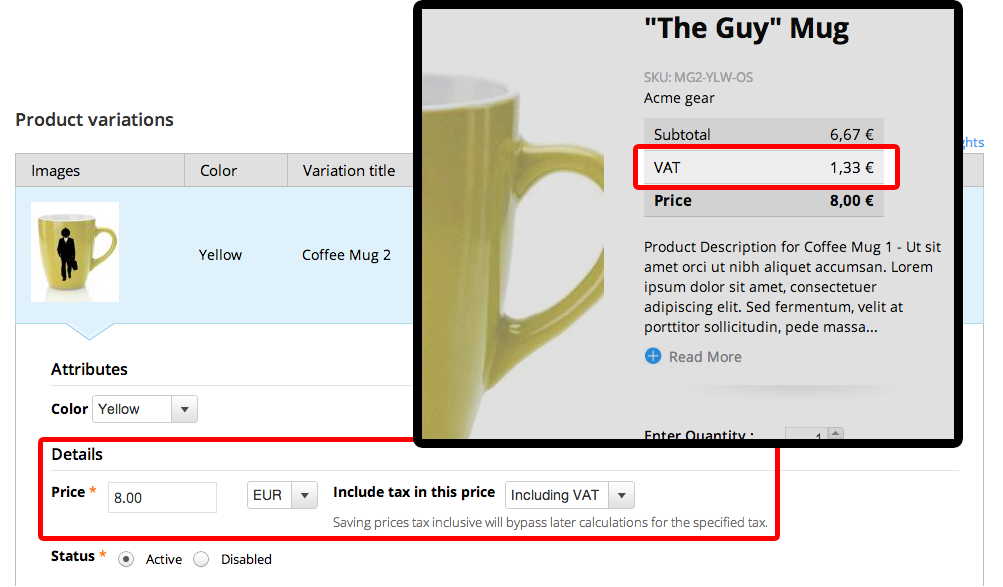 "The Guy" Mug
SKU: MG2-YLW-OS
Acme gear
Subtotal 6,67 €
VAT 1,33 €
Price 8,00 €
Product Description for Coffee Mug 1 - Ut sit
amet orci ut nibh aliquet accumsan. Lorem
ipsum dolor sit amet, consectetuer
adipiscing elit. Sed fermentum, velit at
porttitor sollicitudin, pede massa...
Read More
Enter Quantity : 1
Product variations
Images Color Variation title
Yellow Coffee Mug 2
Attributes
Color Yellow
Details
Price * 8.00 EUR Include tax in this price Including VAT
Saving prices tax inclusive will bypass later calculations for the specified tax.
Status * Active Disabled